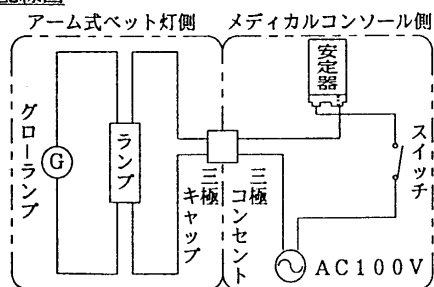 アーム式ベット灯側
メディカルコンソール側
安定器
グローランプ
G
ランプ
三極キャップ
三極コンセント
スイッチ
AC100V